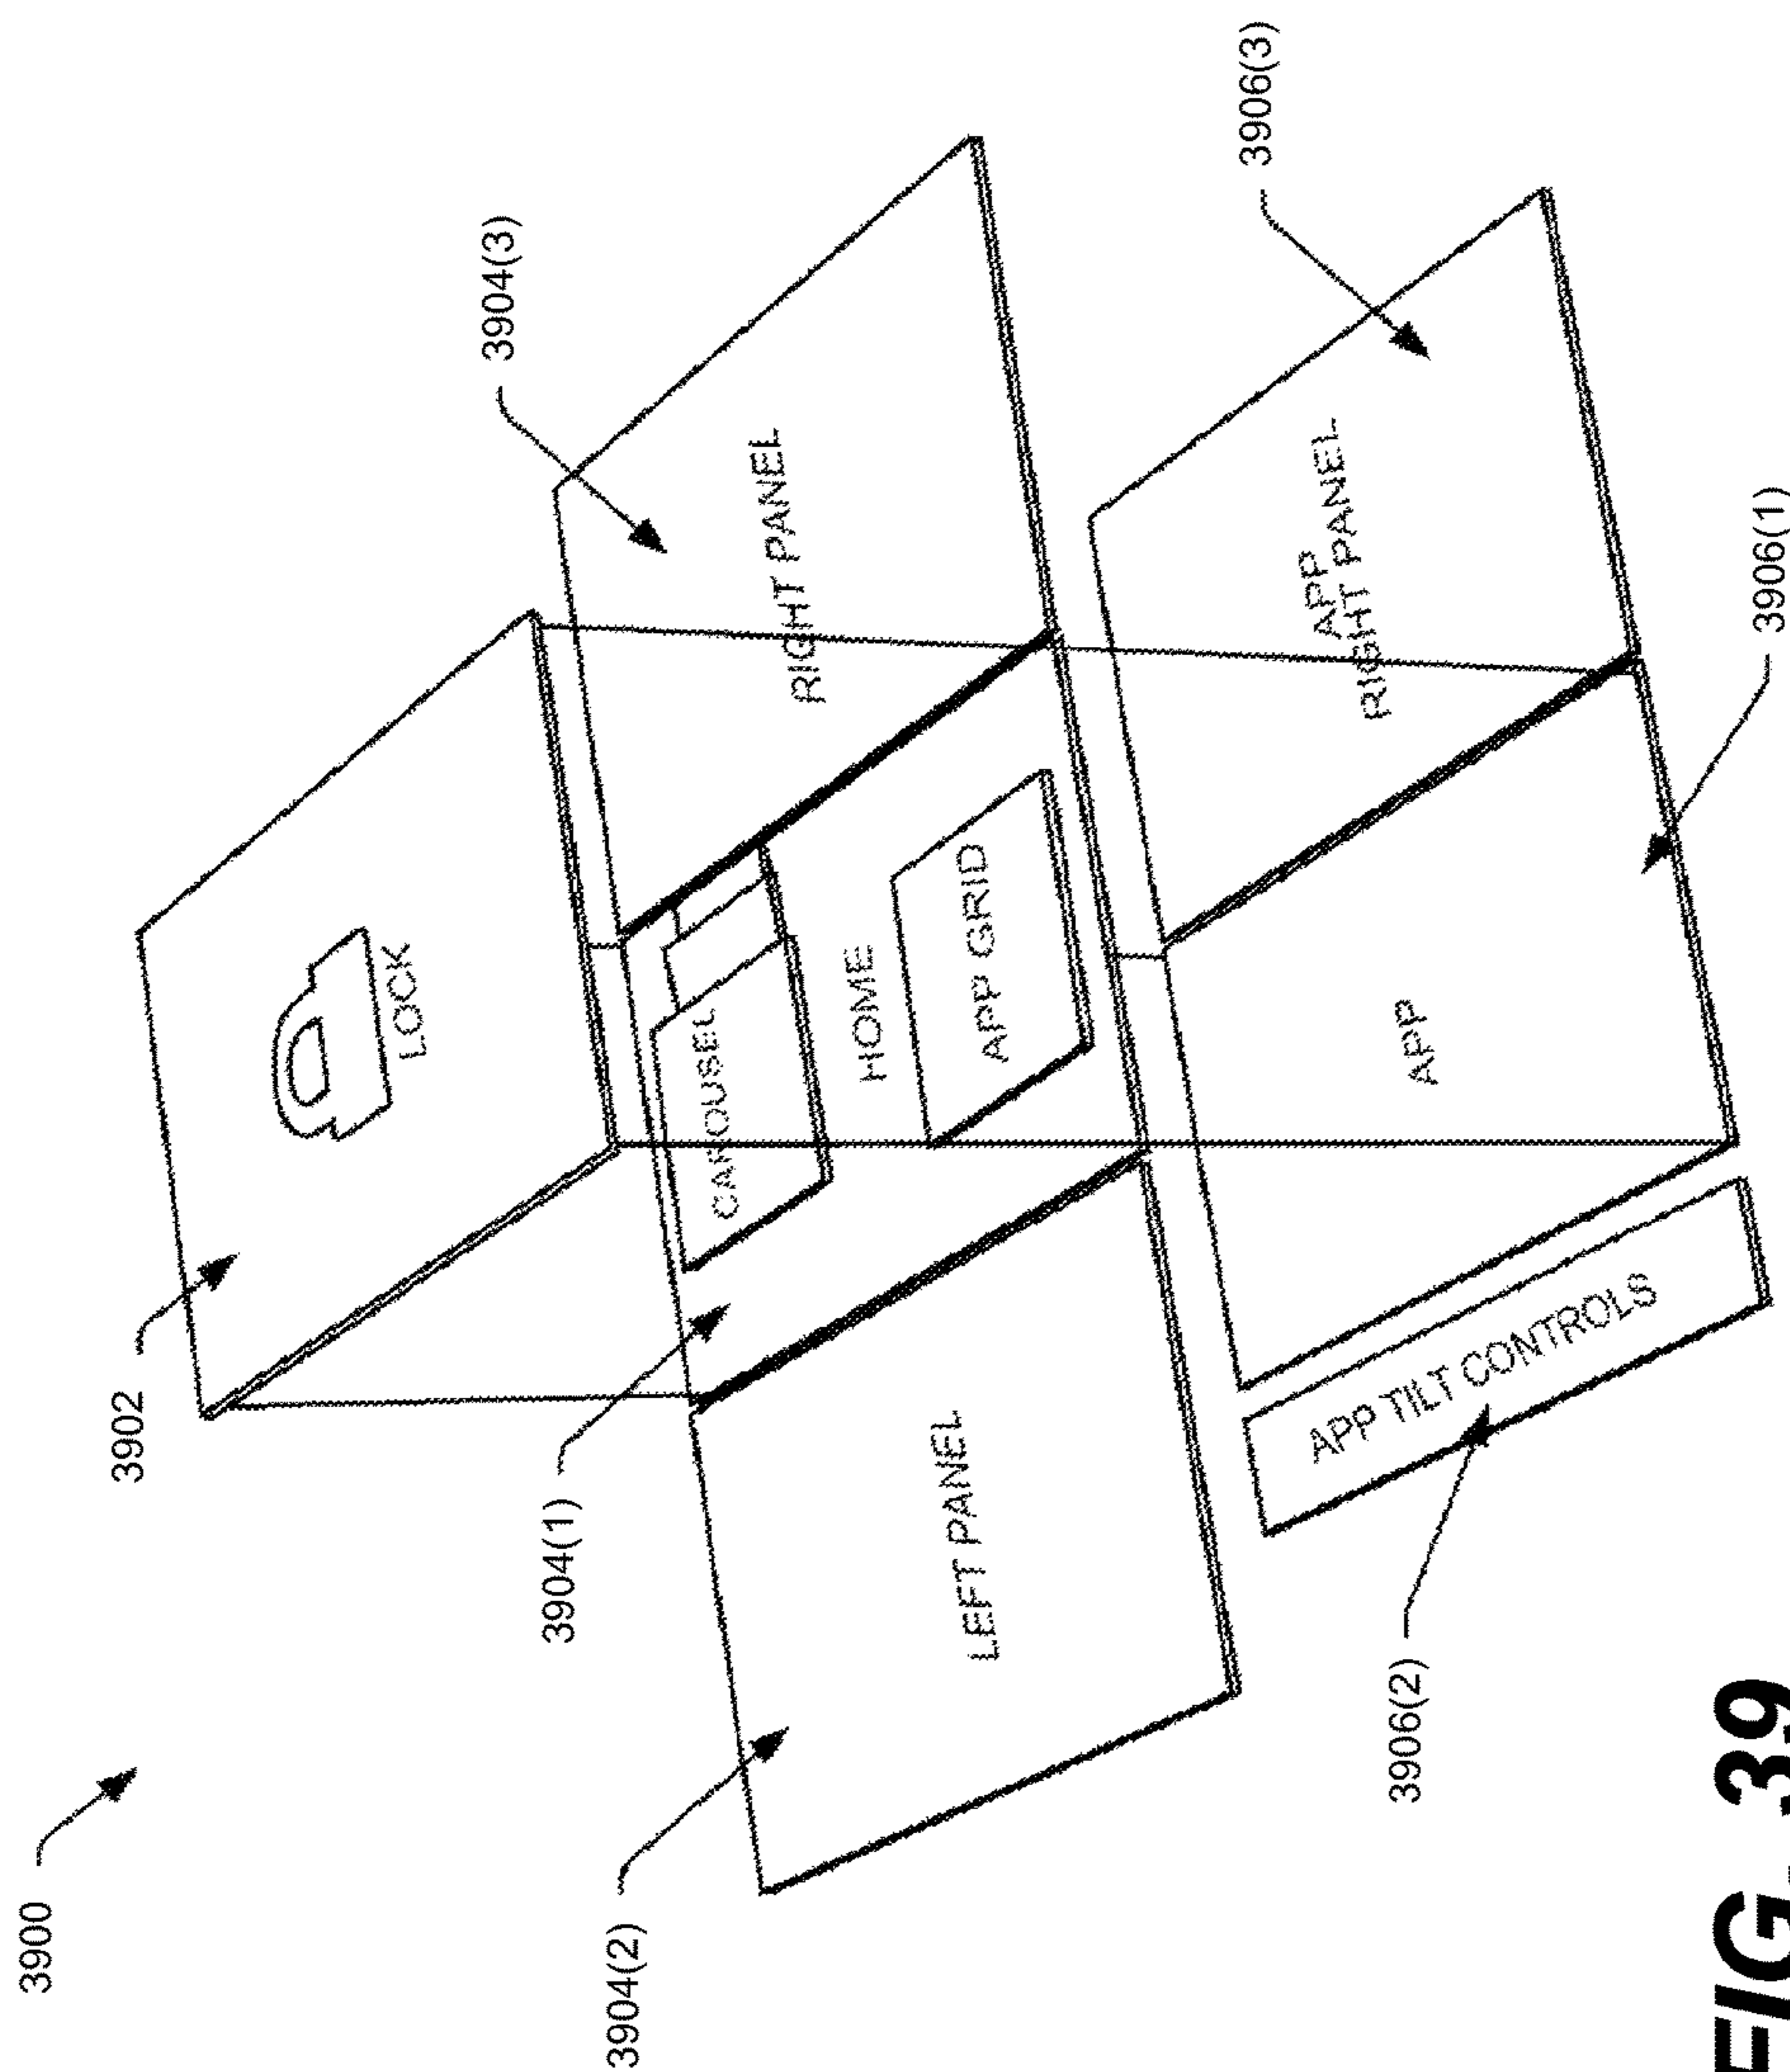 3900
3902
LOCK
3904(1)
CAROUSEL
HOME
APP GRID
3904(2)
LEFT PANEL
3904(3)
RIGHT PANEL
3906(2)
APP TILT CONTROLS
APP
3906(1)
APP
RIGHT PANEL
3906(3)
FIG. 39